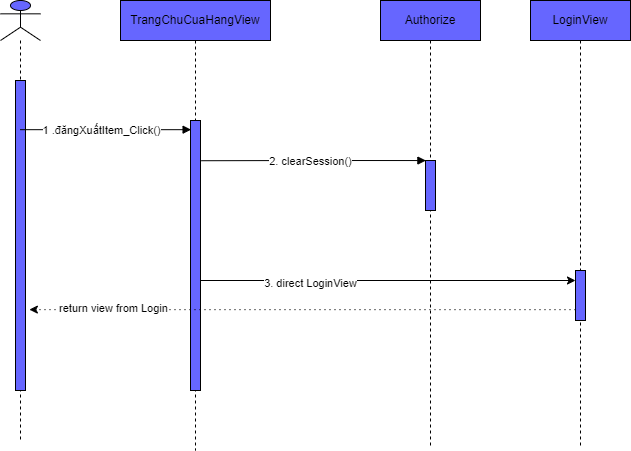 TrangChuCuaHangView
Authorize
LoginView
1 .đăngXuấtItem_Click()
2. clearSession()
3. direct LoginView
return view from Login